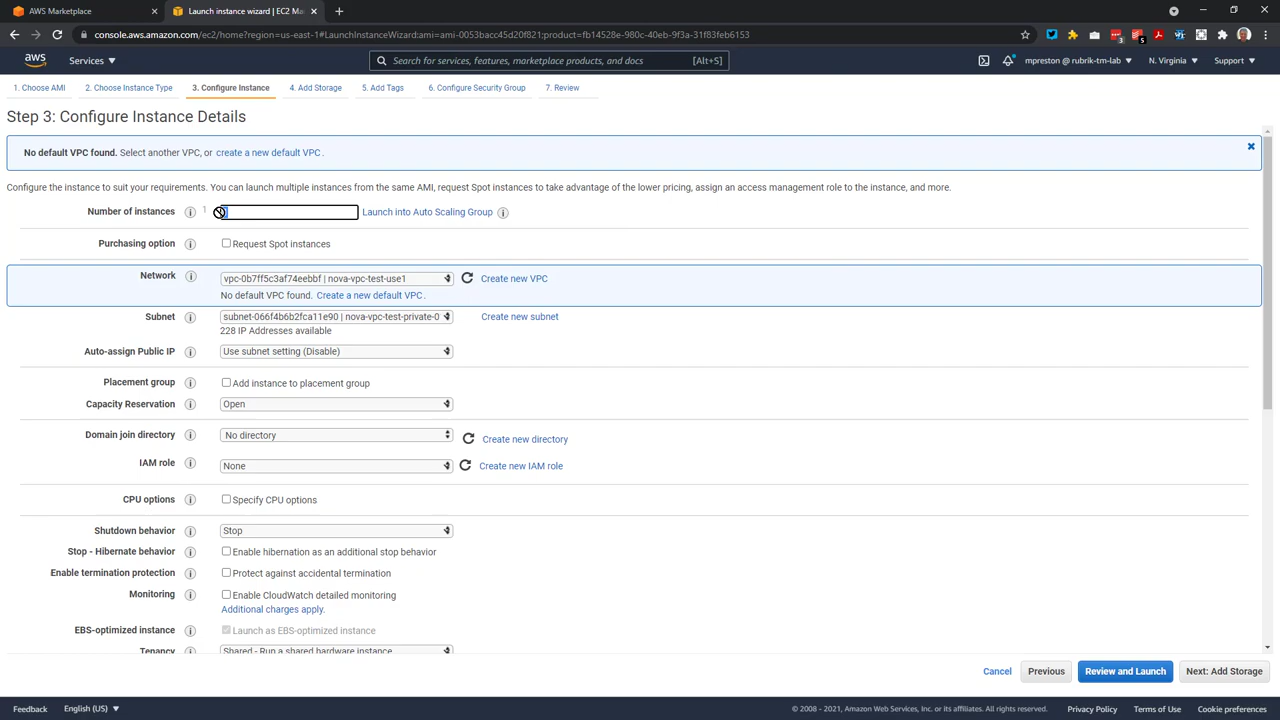 AWS Marketplace
Launch instance wizard | EC2 Ma
console.aws.amazon.com/ec2/home?region=us-east-1#LaunchInstanceWizard:ami=ami-0053bacc45d20f821;product=fb14528e-980c-40eb-9f3a-31f83feb6153
aws
Services
Search for services, features, marketplace products, and docs
[Alt+S]
mpreston @ rubrik-tm-lab
N. Virginia
Support
1. Choose AMI
2. Choose Instance Type
3. Configure Instance
4. Add Storage
5. Add Tags
6. Configure Security Group
7. Review
Step 3: Configure Instance Details
No default VPC found. Select another VPC, or create a new default VPC .
Configure the instance to suit your requirements. You can launch multiple instances from the same AMI, request Spot instances to take advantage of the lower pricing, assign an access management role to the instance, and more.
Number of instances
1
Launch into Auto Scaling Group
Purchasing option
Request Spot instances
Network
vpc-0b7ff5c3af74eebbf | nova-vpc-test-use1
Create new VPC
No default VPC found. Create a new default VPC .
Subnet
subnet-066f4b6b2fca11e90 | nova-vpc-test-private-0
Create new subnet
228 IP Addresses available
Auto-assign Public IP
Use subnet setting (Disable)
Placement group
Add instance to placement group
Capacity Reservation
Open
Domain join directory
No directory
Create new directory
IAM role
None
Create new IAM role
CPU options
Specify CPU options
Shutdown behavior
Stop
Stop - Hibernate behavior
Enable hibernation as an additional stop behavior
Enable termination protection
Protect against accidental termination
Monitoring
Enable CloudWatch detailed monitoring
Additional charges apply.
EBS-optimized instance
Launch as EBS-optimized instance
Tenancy
Shared - Run a shared hardware instance
Cancel
Previous
Review and Launch
Next: Add Storage
Feedback
English (US)
© 2008 - 2021, Amazon Web Services, Inc. or its affiliates. All rights reserved.
Privacy Policy
Terms of Use
Cookie preferences